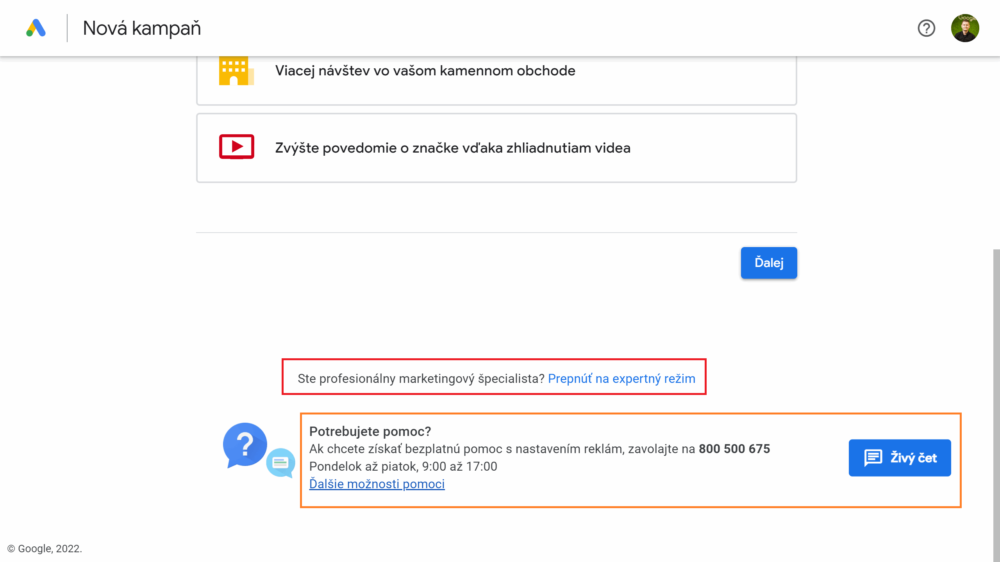 Nová kampaň
Google
Viacej návštev vo vašom kamennom obchode
Zvýšte povedomie o značke vďaka zhliadnutiam videa
Ďalej
Ste profesionálny marketingový špecialista? Prepnúť na expertný režim
Potrebujete pomoc?
Ak chcete získať bezplatnú pomoc s nastavením reklám, zavolajte na 800 500 675
Pondelok až piatok, 9:00 až 17:00
Ďalšie možnosti pomoci
Živý čet
© Google, 2022.